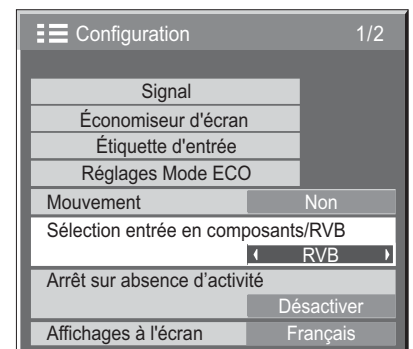 Configuration 1/2
Signal
Économiseur d'écran
Étiquette d'entrée
Réglages Mode ECO
Mouvement Non
Sélection entrée en composants/RVB
RVB
Arrêt sur absence d’activité
Désactiver
Affichages à l'écran Français